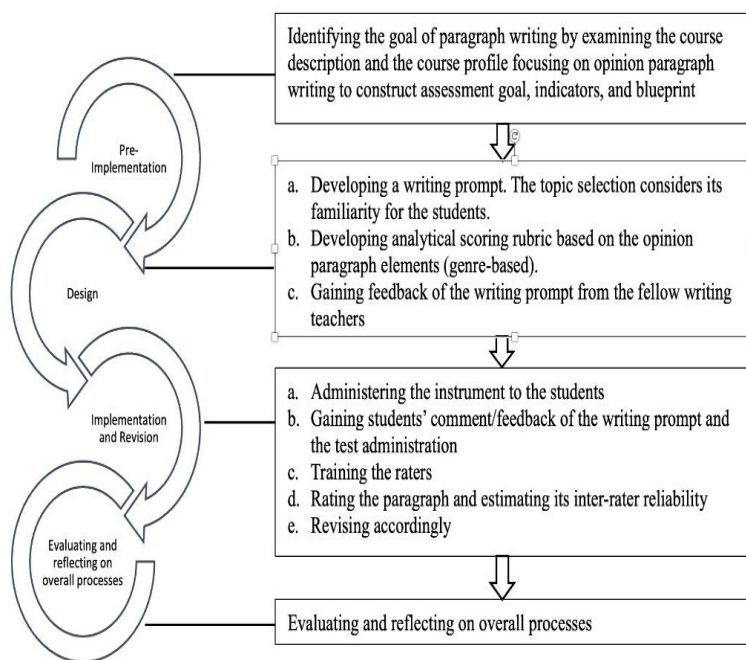 Identifying the goal of paragraph writing by examining the course
description and the course profile focusing on opinion paragraph
writing to construct assessment goal, indicators, and blueprint
Pre-
Implementation
a. Developing a writing prompt. The topic selection considers its
familiarity for the students.
b. Developing analytical scoring rubric based on the opinion
paragraph elements (genre-based).
c. Gaining feedback of the writing prompt from the fellow writing
teachers
Design
a. Administering the instrument to the students
b. Gaining students’ comment/feedback of the writing prompt and
the test administration
c. Training the raters
d. Rating the paragraph and estimating its inter-rater reliability
e. Revising accordingly
Implementation
and Revision
Evaluating and
reflecting on
overall processes
Evaluating and reflecting on overall processes